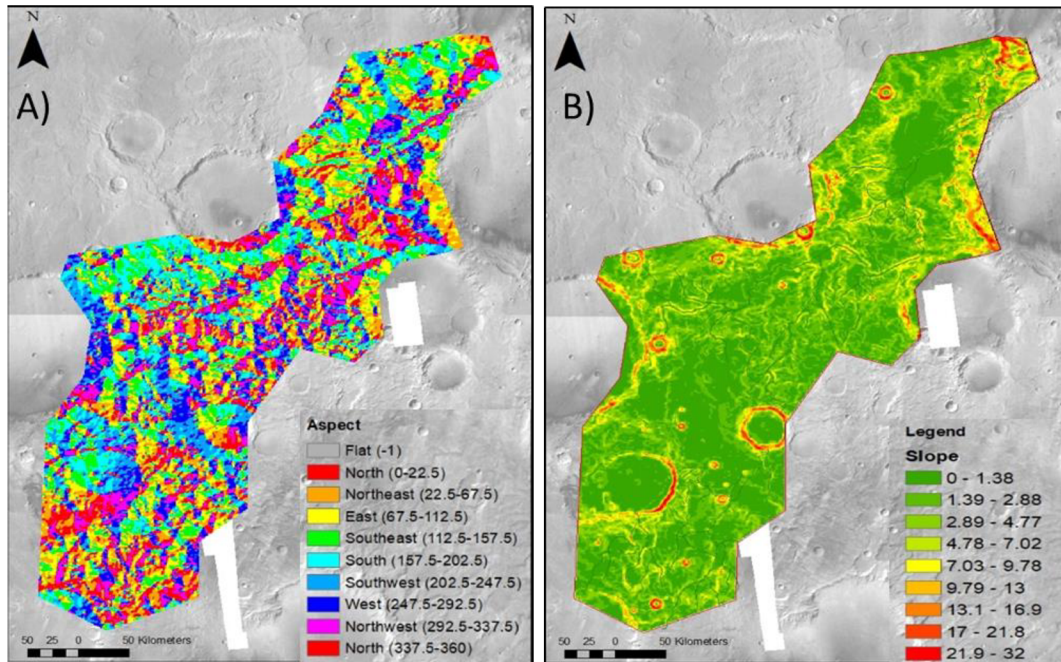 N
A)
Aspect
Flat (-1)
North (0-22.5)
Northeast (22.5-67.5)
East (67.5-112.5)
Southeast (112.5-157.5)
South (157.5-202.5)
Southwest (202.5-247.5)
West (247.5-292.5)
Northwest (292.5-337.5)
North (337.5-360)
50 25 0 50 Kilometers
N
B)
Legend
Slope
0 - 1.38
1.39 - 2.88
2.89 - 4.77
4.78 - 7.02
7.03 - 9.78
9.79 - 13
13.1 - 16.9
17 - 21.8
21.9 - 32
50 25 0 50 Kilometers